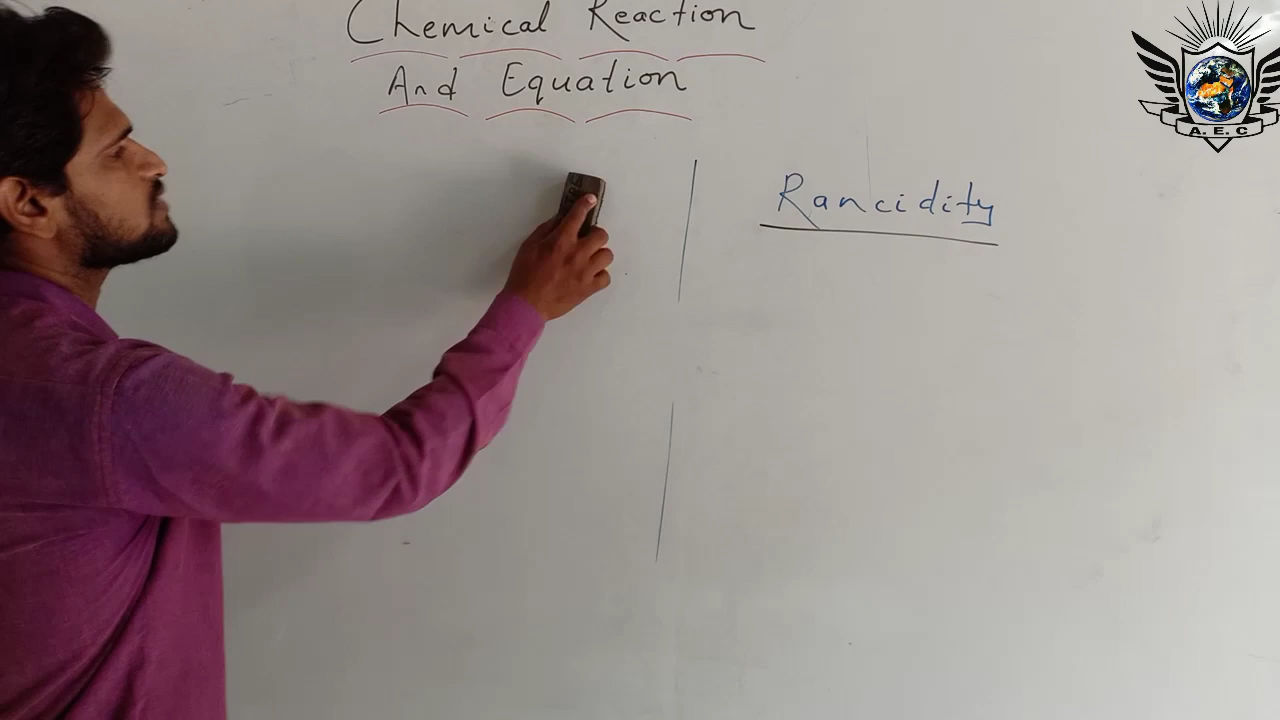 Chemical Reaction
And Equation
Rancidity
A. E. C